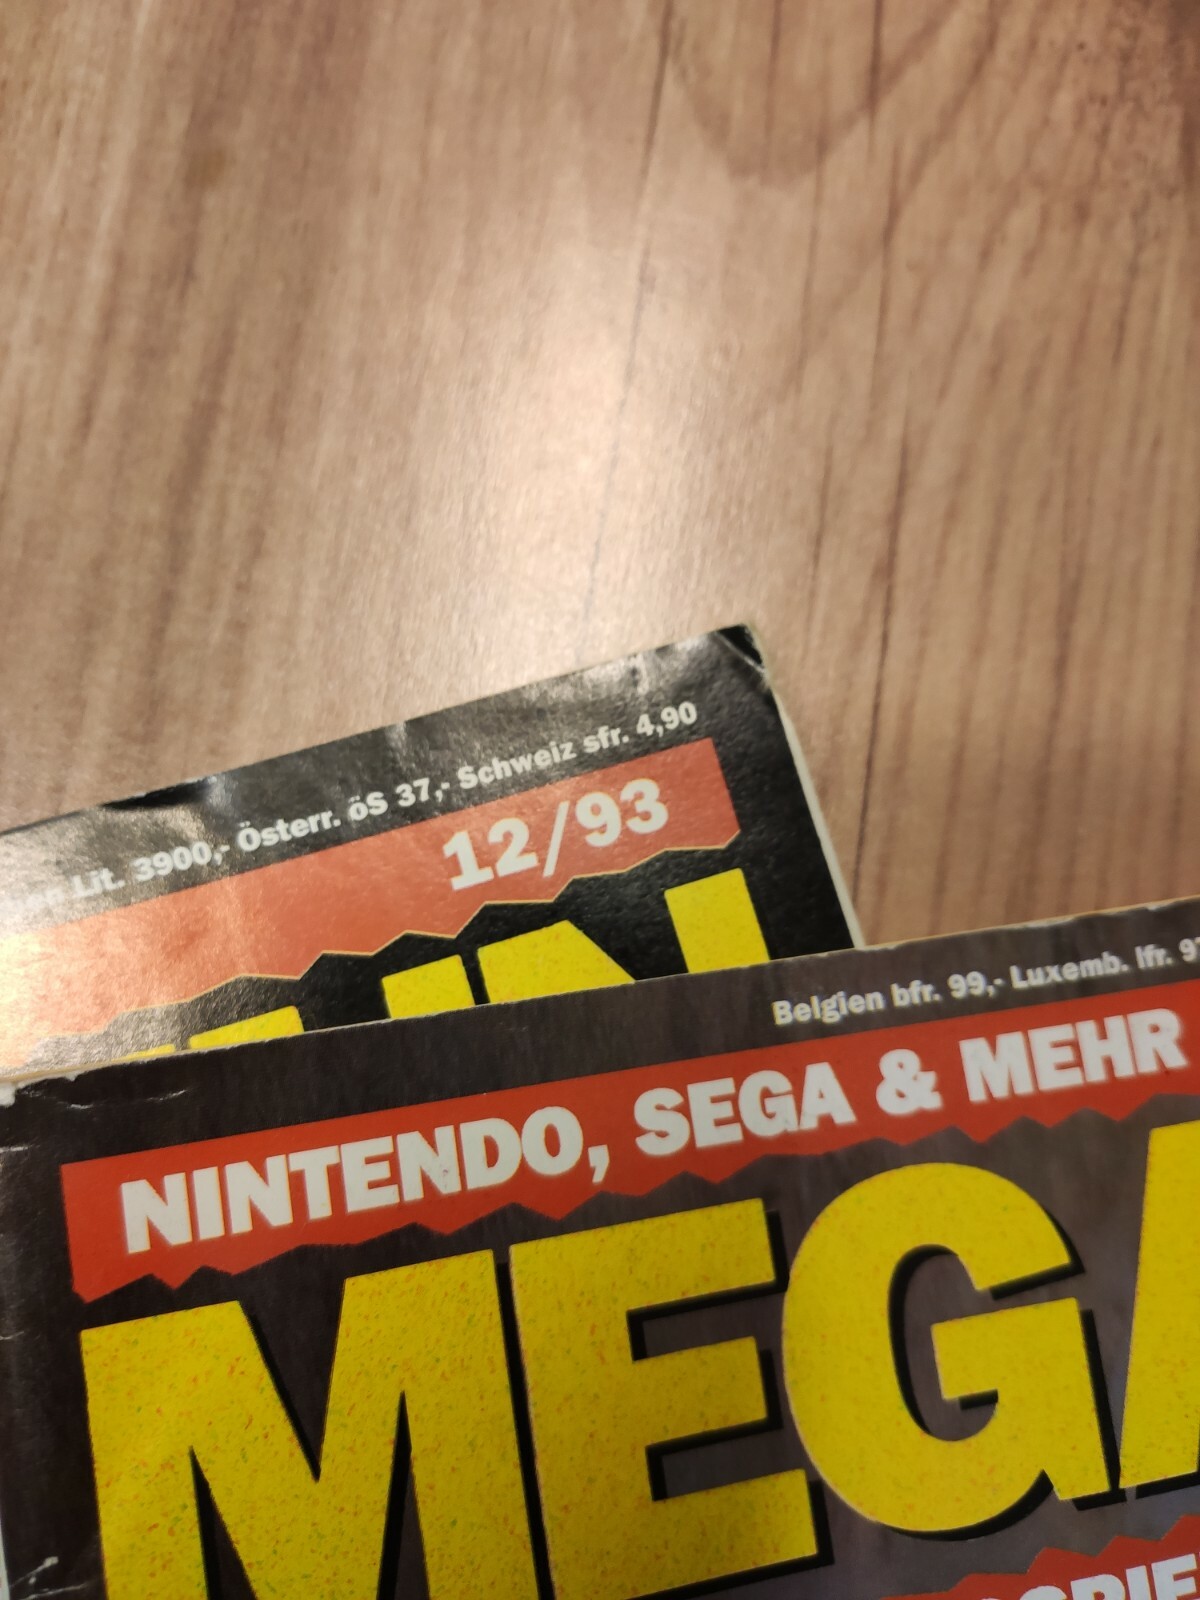 Lit. 3900,- Österr. öS 37,- Schweiz sfr. 4,90
12/93
Belgien bfr. 99,- Luxemb. lfr.
NINTENDO, SEGA & MEHR
MEGA